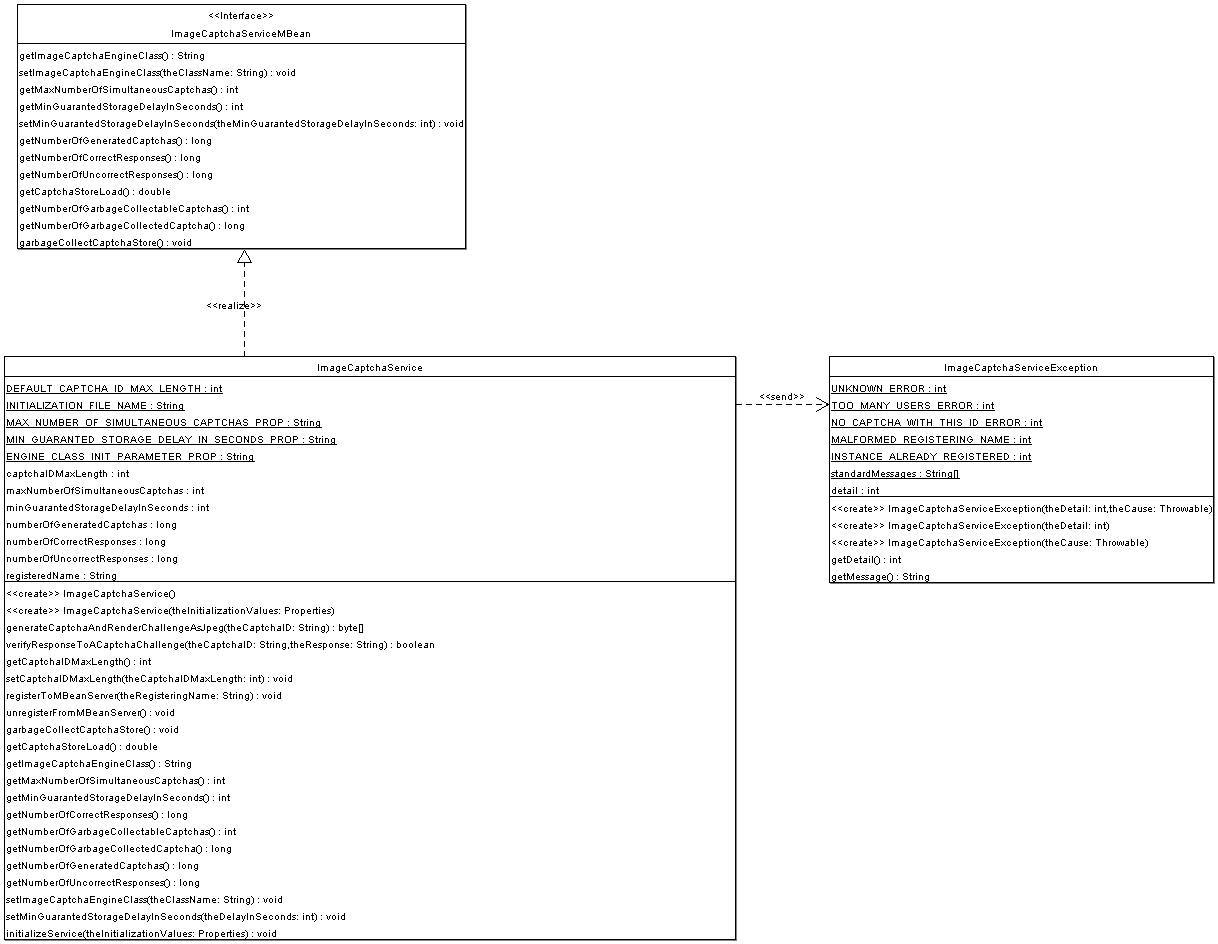 <<Interface>>
ImageCaptchaServiceMBean
getImageCaptchaEngineClass() : String
setImageCaptchaEngineClass(theClassName: String) : void
getMaxNumberOfSimultaneousCaptchas() : int
getMinGuarantedStorageDelayInSeconds() : int
setMinGuarantedStorageDelayInSeconds(theMinGuarantedStorageDelayInSeconds: int) : void
getNumberOfGeneratedCaptchas() : long
getNumberOfCorrectResponses() : long
getNumberOfUncorrectResponses() : long
getCaptchaStoreLoad() : double
getNumberOfGarbageCollectableCaptchas() : int
getNumberOfGarbageCollectedCaptcha() : long
garbageCollectCaptchaStore() : void
<<realize>>
ImageCaptchaService
DEFAULT_CAPTCHA_ID_MAX_LENGTH : int
INITIALIZATION_FILE_NAME : String
MAX_NUMBER_OF_SIMULTANEOUS_CAPTCHAS_PROP : String
MIN_GUARANTED_STORAGE_DELAY_IN_SECONDS_PROP : String
ENGINE_CLASS_INIT_PARAMETER_PROP : String
captchaIDMaxLength : int
maxNumberOfSimultaneousCaptchas : int
minGuarantedStorageDelayInSeconds : int
numberOfGeneratedCaptchas : long
numberOfCorrectResponses : long
numberOfUncorrectResponses : long
registeredName : String
<<create>> ImageCaptchaService()
<<create>> ImageCaptchaService(theInitializationValues: Properties)
generateCaptchaAndRenderChallengeAsJpeg(theCaptchaID: String) : byte[]
verifyResponseToACaptchaChallenge(theCaptchaID: String,theResponse: String) : boolean
getCaptchaIDMaxLength() : int
setCaptchaIDMaxLength(theCaptchaIDMaxLength: int) : void
registerToMBeanServer(theRegisteringName: String) : void
unregisterFromMBeanServer() : void
garbageCollectCaptchaStore() : void
getCaptchaStoreLoad() : double
getImageCaptchaEngineClass() : String
getMaxNumberOfSimultaneousCaptchas() : int
getMinGuarantedStorageDelayInSeconds() : int
getNumberOfCorrectResponses() : long
getNumberOfGarbageCollectableCaptchas() : int
getNumberOfGarbageCollectedCaptcha() : long
getNumberOfGeneratedCaptchas() : long
getNumberOfUncorrectResponses() : long
setImageCaptchaEngineClass(theClassName: String) : void
setMinGuarantedStorageDelayInSeconds(theDelayInSeconds: int) : void
initializeService(theInitializationValues: Properties) : void
<<send>>
ImageCaptchaServiceException
UNKNOWN_ERROR : int
TOO_MANY_USERS_ERROR : int
NO_CAPTCHA_WITH_THIS_ID_ERROR : int
MALFORMED_REGISTERING_NAME : int
INSTANCE_ALREADY_REGISTERED : int
standardMessages : String[]
detail : int
<<create>> ImageCaptchaServiceException(theDetail: int,theCause: Throwable)
<<create>> ImageCaptchaServiceException(theDetail: int)
<<create>> ImageCaptchaServiceException(theCause: Throwable)
getDetail() : int
getMessage() : String